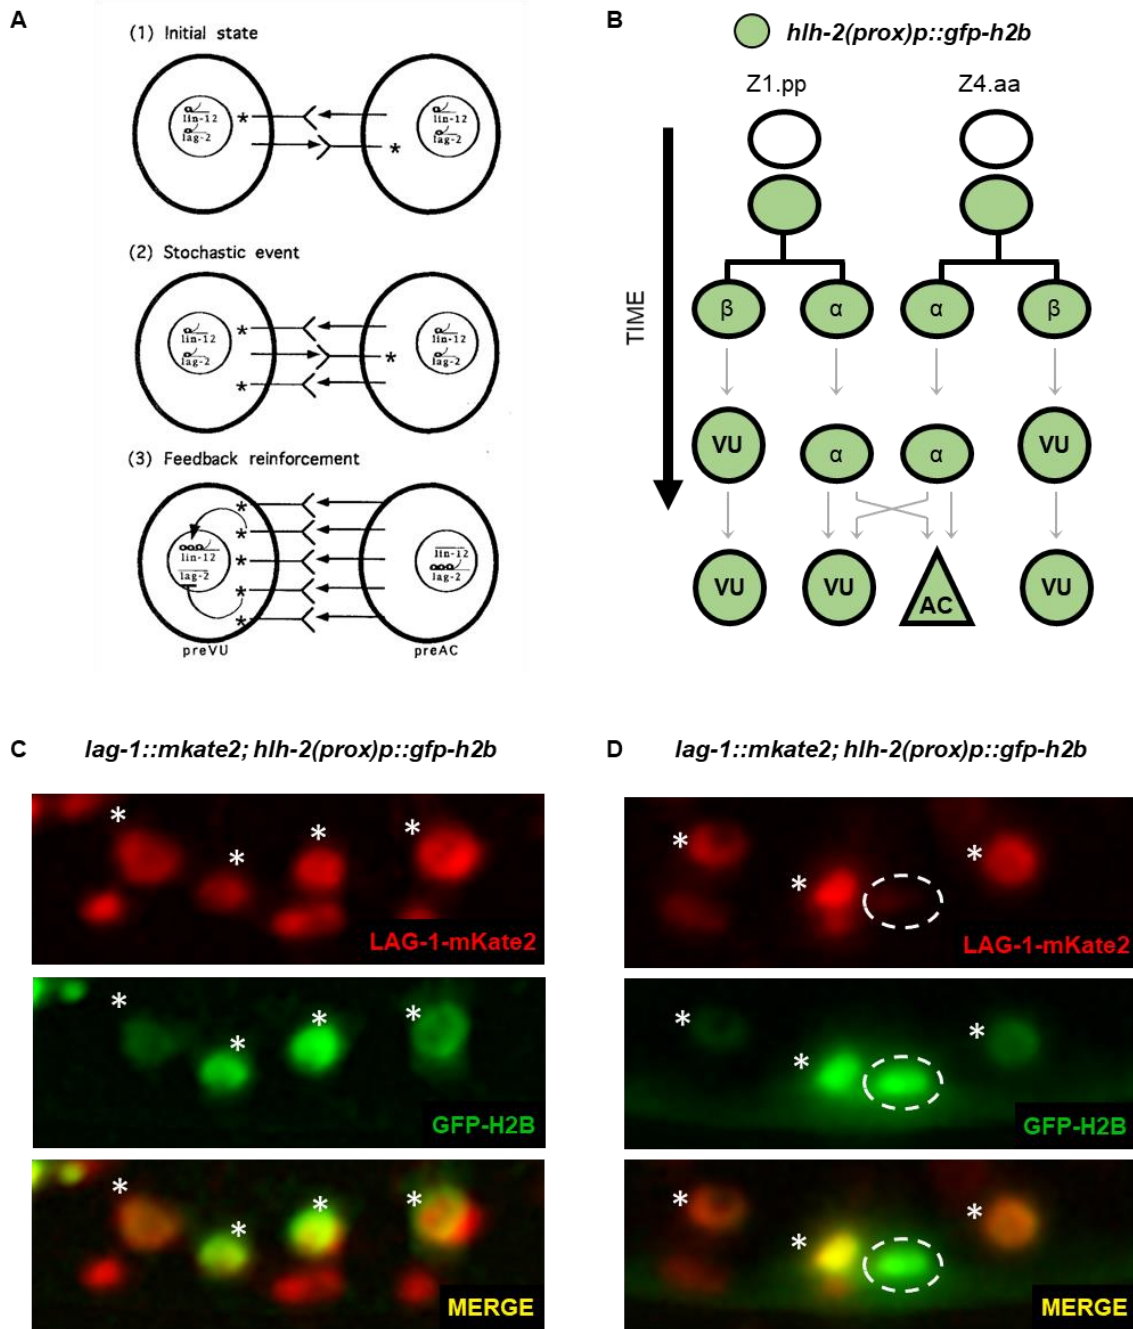 A
(1) Initial state
* lin-12
lag-2
lin-12
lag-2
*
(2) Stochastic event
* lin-12
lag-2
*
lin-12
lag-2
*
(3) Feedback reinforcement
*
*
lin-12
lag-2
*
*
*
lin-12
lag-2
preVU preAC
B
hlh-2(prox)p::gfp-h2b
Z1.pp Z4.aa
TIME
β α α β
VU α α VU
VU VU AC VU
C lag-1::mkate2; hlh-2(prox)p::gfp-h2b
* * * *
LAG-1-mKate2
* * * *
GFP-H2B
* * * *
MERGE
D lag-1::mkate2; hlh-2(prox)p::gfp-h2b
* * *
LAG-1-mKate2
* * *
GFP-H2B
* * *
MERGE